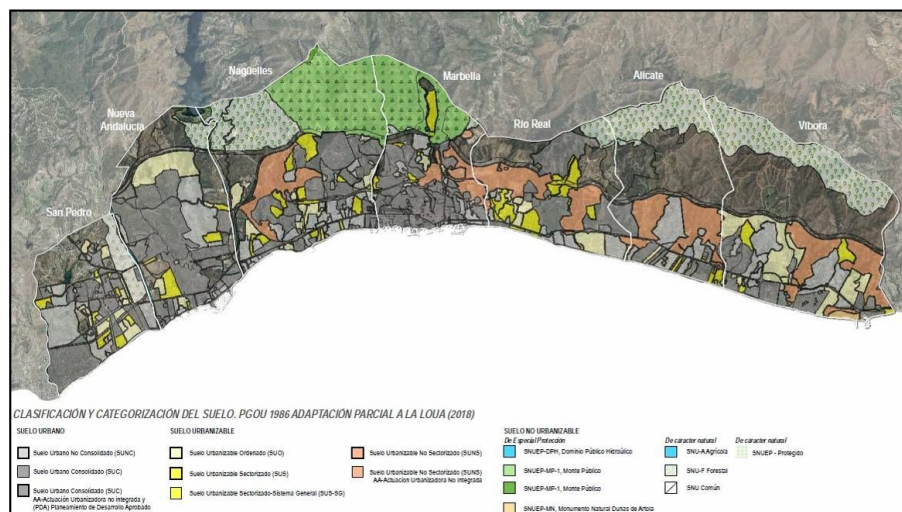 Nagüelles
Marbella
Alicate
Nueva
Andalucía
Río Real
Víbora
San Pedro
CLASIFICACIÓN Y CATEGORIZACIÓN DEL SUELO. PGOU 1986 ADAPTACIÓN PARCIAL A LA LOUA (2018)
SUELO URBANO
Suelo Urbano No Consolidado (SUNC)
Suelo Urbano Consolidado (SUC)
Suelo Urbano Consolidado (SUC)
AA-Actuación Urbanizadora no Integrada y
(PDA) Planeamiento de Desarrollo Aprobado
SUELO URBANIZABLE
Suelo Urbanizable Ordenado (SUO)
Suelo Urbanizable Sectorizado (SUS)
Suelo Urbanizable Sectorizado-Sistema General (SUS-SG)
Suelo Urbanizable No Sectorizado (SUNS)
Suelo Urbanizable No Sectorizado (SUNS)
AA-Actuacion Urbanizadora No Integrada
SUELO NO URBANIZABLE
De Especial Protección
SNUEP-DPH, Dominio Público Hidráulico
SNUEP-MP-1, Monte Público
SNUEP-MP-1, Monte Público
SNUEP-MN, Monumento Natural Dunas de Artola
De carácter natural
SNU-A Agrícola
SNU-F Forestal
SNU Común
De carácter natural
SNUEP - Protegido